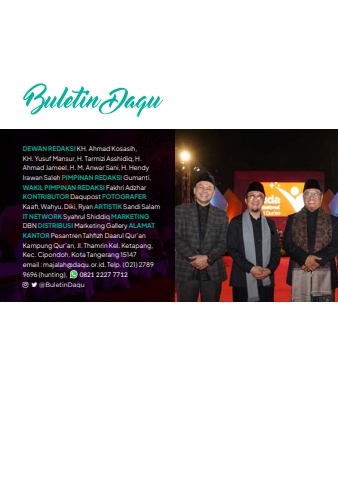 Buletin Daqu
DEWAN REDAKSI KH. Ahmad Kosasih,
KH. Yusuf Mansur, H. Tarmizi Asshidiq, H.
Ahmad Jameel, H. M. Anwar Sani, H. Hendy
Irawan Saleh PIMPINAN REDAKSI Gumanti,
WAKIL PIMPINAN REDAKSI Fakhri Adzhar
KONTRIBUTOR Daqupost FOTOGRAFER
Kaafi, Wahyu, Diki, Ryan ARTISTIK Sandi Salam
IT NETWORK Syahrul Shiddiq MARKETING
DBN DISTRIBUSI Marketing Gallery ALAMAT
KANTOR Pesantren Tahfizh Daarul Qur'an
Kampung Qur'an, Jl. Thamrin Kel. Ketapang,
Kec. Cipondoh, Kota Tangerang 15147
email : majalah@daqu.or.id, Telp. (021) 2789
9696 (hunting), 0821 2227 7712
@BuletinDaqu